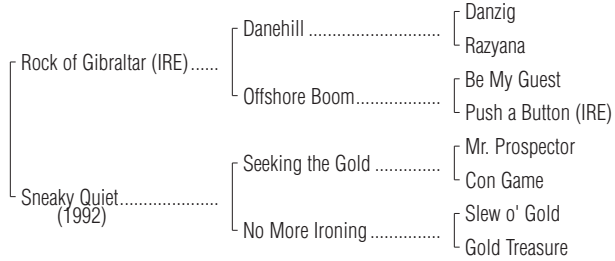 Danzig
Danehill ...........................
Razyana
Rock of Gibraltar (IRE)......
Be My Guest
Offshore Boom.................
Push a Button (IRE)
Mr. Prospector
Seeking the Gold .............
Con Game
Sneaky Quiet....................
(1992)
Slew o' Gold
No More Ironing ..............
Gold Treasure